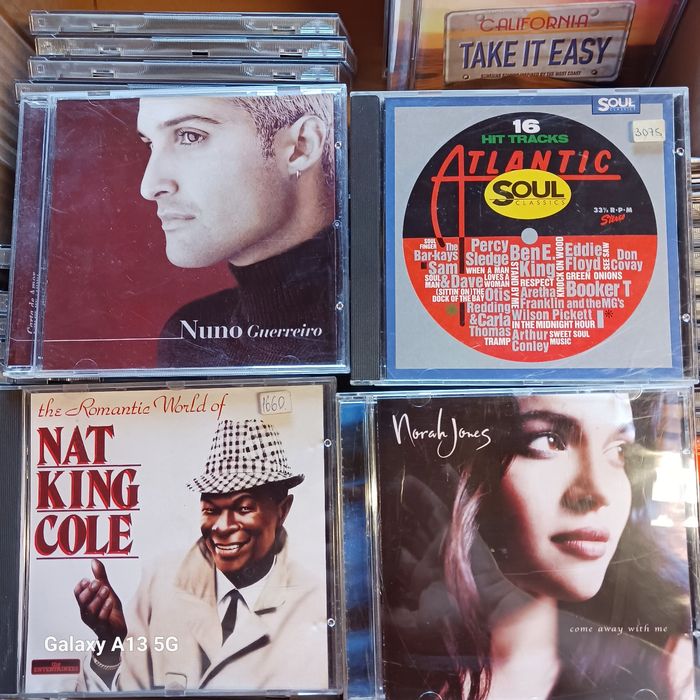 CALIFORNIA
TAKE IT EASY
Carta de Amor
Nuno Guerreiro
SOUL
CLASSICS
3075
16
HIT TRACKS
ATLANTIC
SOUL
CLASSICS
33⅓ R·P·M
Stereo
SOUL FINGER The Bar-kays
Sam & Dave
SOUL MAN
Percy Sledge
WHEN A MAN LOVES A WOMAN
(SITTIN' ON) THE DOCK OF THE BAY
Otis Redding
& Carla Thomas
TRAMP
Ben E. King
STAND BY ME
RESPECT
Aretha Franklin
Wilson Pickett
IN THE MIDNIGHT HOUR
Arthur Conley
SWEET SOUL MUSIC
Eddie Floyd
KNOCK ON WOOD
SEE SAW
Don Covay
GREEN ONIONS
Booker T and the MG's
the Romantic World of
1660.
NAT
KING
COLE
the ENTERTAINERS
Galaxy A13 5G
Norah Jones
come away with me